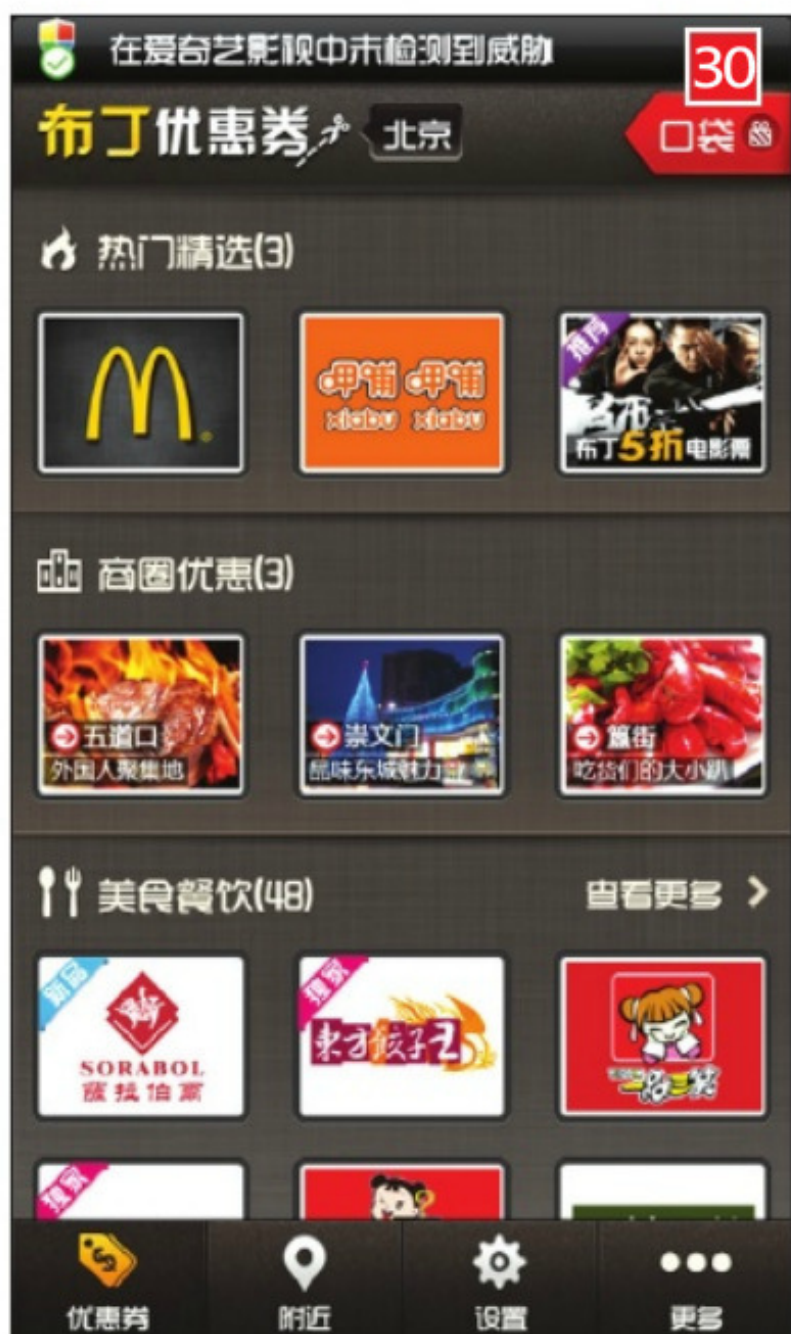 在爱奇艺影视中未检测到威胁
30
布丁优惠券
北京
口袋
热门精选(3)
呷哺 呷哺
xiabu xiabu
推荐
布丁5折电影票
商圈优惠(3)
五道口
外国人聚集地
崇文门
品味东城魅力
簋街
吃货们的大小趴
美食餐饮(48)
查看更多
新品
SORABOL
萨拉伯尔
独家
东方饺子王
独家
优惠券
附近
设置
更多